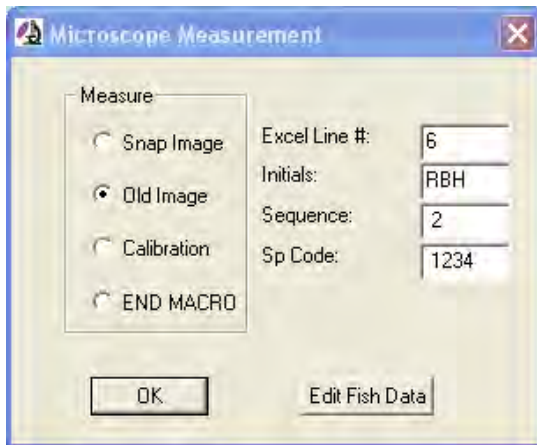 Microscope Measurement
Measure
Snap Image
Old Image
Calibration
END MACRO
Excel Line #: 6
Initials: RBH
Sequence: 2
Sp Code: 1234
OK
Edit Fish Data